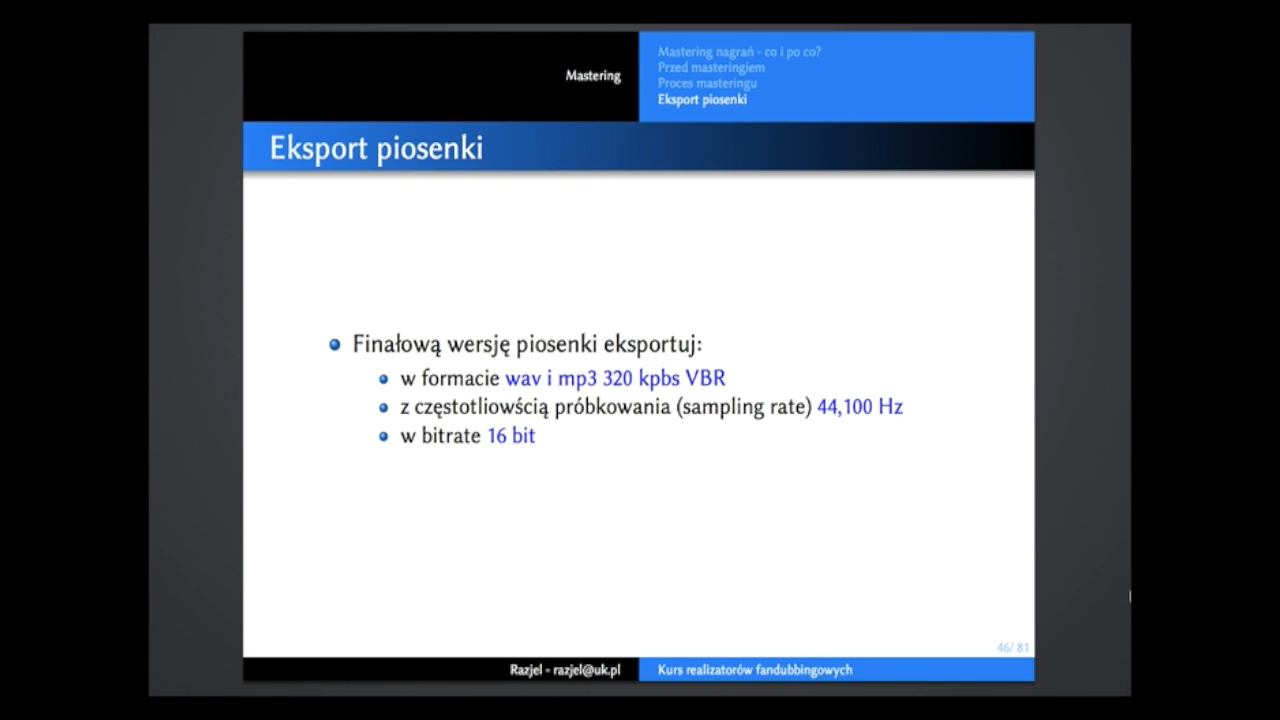 Mastering
Mastering nagrań - co i po co?
Przed masteringiem
Proces masteringu
Eksport piosenki
Eksport piosenki
Finałową wersję piosenki eksportuj:
w formacie wav i mp3 320 kpbs VBR
z częstotliowścią próbkowania (sampling rate) 44,100 Hz
w bitrate 16 bit
46/ 81
Razjel - razjel@uk.pl
Kurs realizatorów fandubbingowych